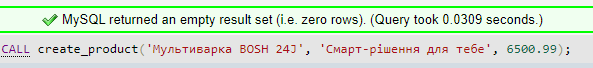 MySQL returned an empty result set (i.e. zero rows). (Query took 0.0309 seconds.)
CALL create_product('Мультиварка BOSH 24J', 'Смарт-рішення для тебе', 6500.99);